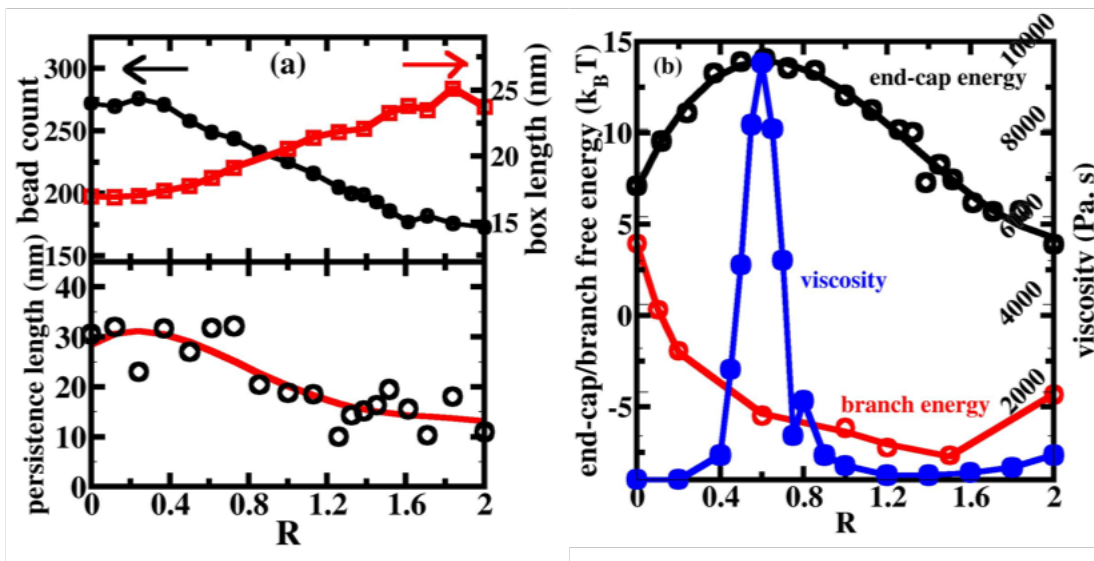 (a)
bead count
300
250
200
150
box length (nm)
25
20
15
persistence length (nm)
40
30
20
10
0
0 0.4 0.8 1.2 1.6 2
R
(b)
end-cap/branch free energy (k_B T)
15
10
5
0
-5
end-cap energy
viscosity
branch energy
viscosity (Pa. s)
10000
8000
6000
4000
2000
0 0.4 0.8 1.2 1.6 2
R